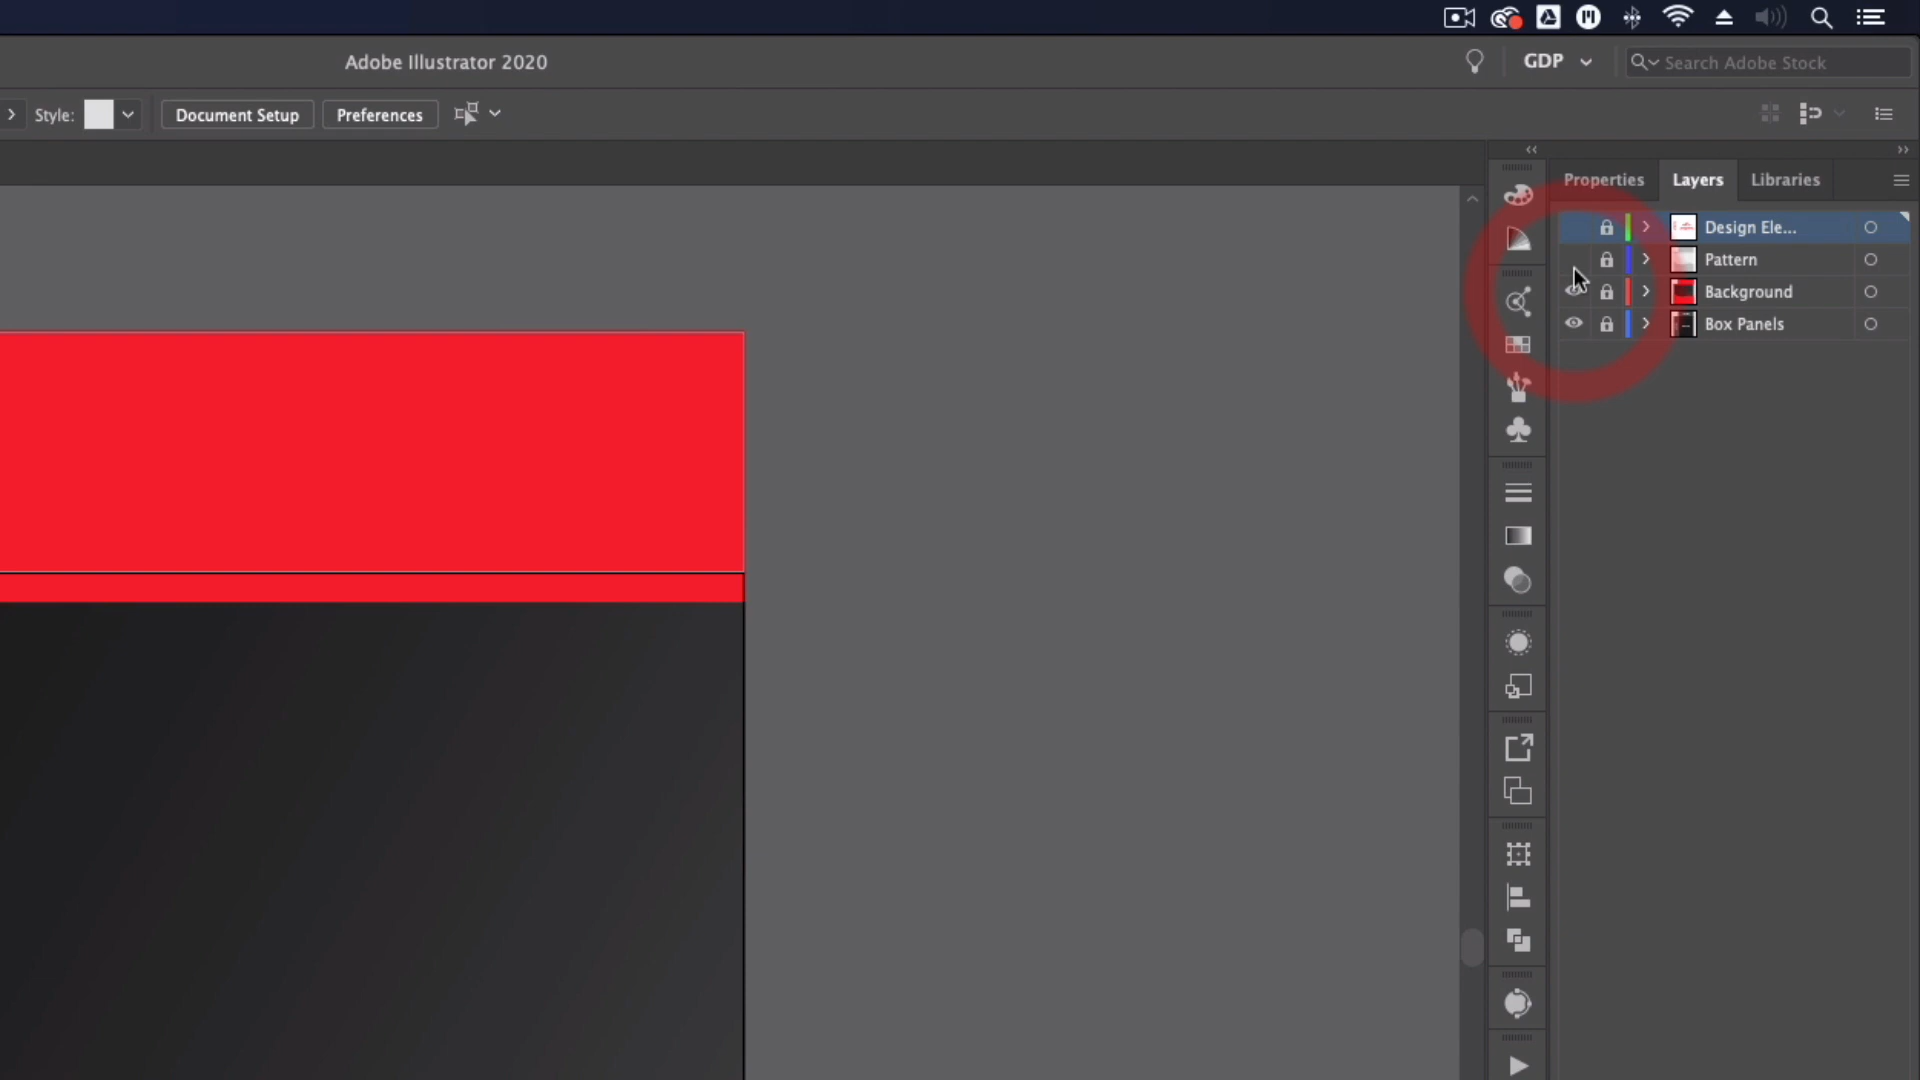 Adobe Illustrator 2020
GDP
Search Adobe Stock
Style:
Document Setup
Preferences
Properties
Layers
Libraries
Design Ele...
Pattern
Background
Box Panels